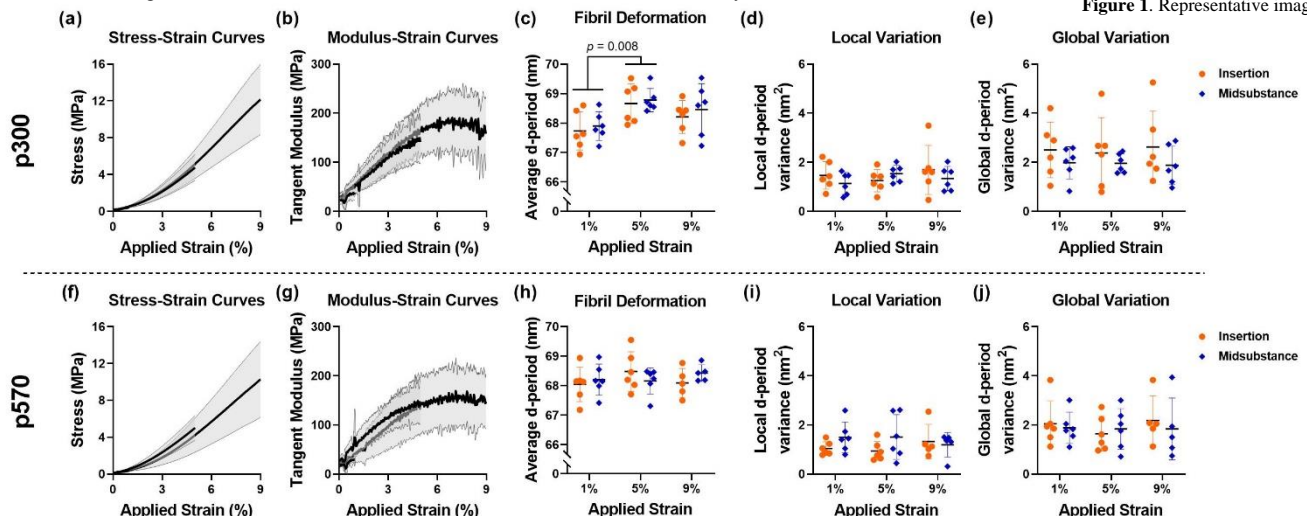 Figure 1. Representative imag
p300
(a) Stress-Strain Curves
Stress (MPa)
16
12
8
4
0
0 3 6 9
Applied Strain (%)
(b) Modulus-Strain Curves
Tangent Modulus (MPa)
300
200
100
0
0 3 6 9
Applied Strain (%)
(c) Fibril Deformation
p = 0.008
Average d-period (nm)
70
69
68
67
66
1% 5% 9%
Applied Strain
(d) Local Variation
Local d-period
variance (nm²)
6
4
2
0
1% 5% 9%
Applied Strain
(e) Global Variation
Global d-period
variance (nm²)
6
4
2
0
1% 5% 9%
Applied Strain
Insertion
Midsubstance
p570
(f) Stress-Strain Curves
Stress (MPa)
16
12
8
4
0
0 3 6 9
Applied Strain (%)
(g) Modulus-Strain Curves
Tangent Modulus (MPa)
300
200
100
0
0 3 6 9
Applied Strain (%)
(h) Fibril Deformation
Average d-period (nm)
70
69
68
67
66
1% 5% 9%
Applied Strain
(i) Local Variation
Local d-period
variance (nm²)
6
4
2
0
1% 5% 9%
Applied Strain
(j) Global Variation
Global d-period
variance (nm²)
6
4
2
0
1% 5% 9%
Applied Strain
Insertion
Midsubstance